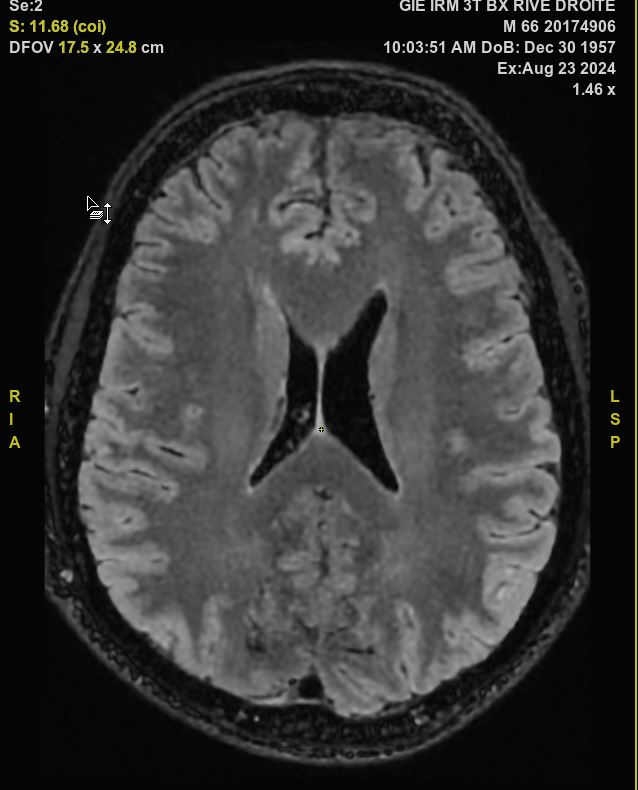 Se:2
S: 11.68 (coi)
DFOV 17.5 x 24.8 cm
GIE IRM 3T BX RIVE DROITE
M 66 20174906
10:03:51 AM DoB: Dec 30 1957
Ex:Aug 23 2024
1.46 x
R
I
A
L
S
P